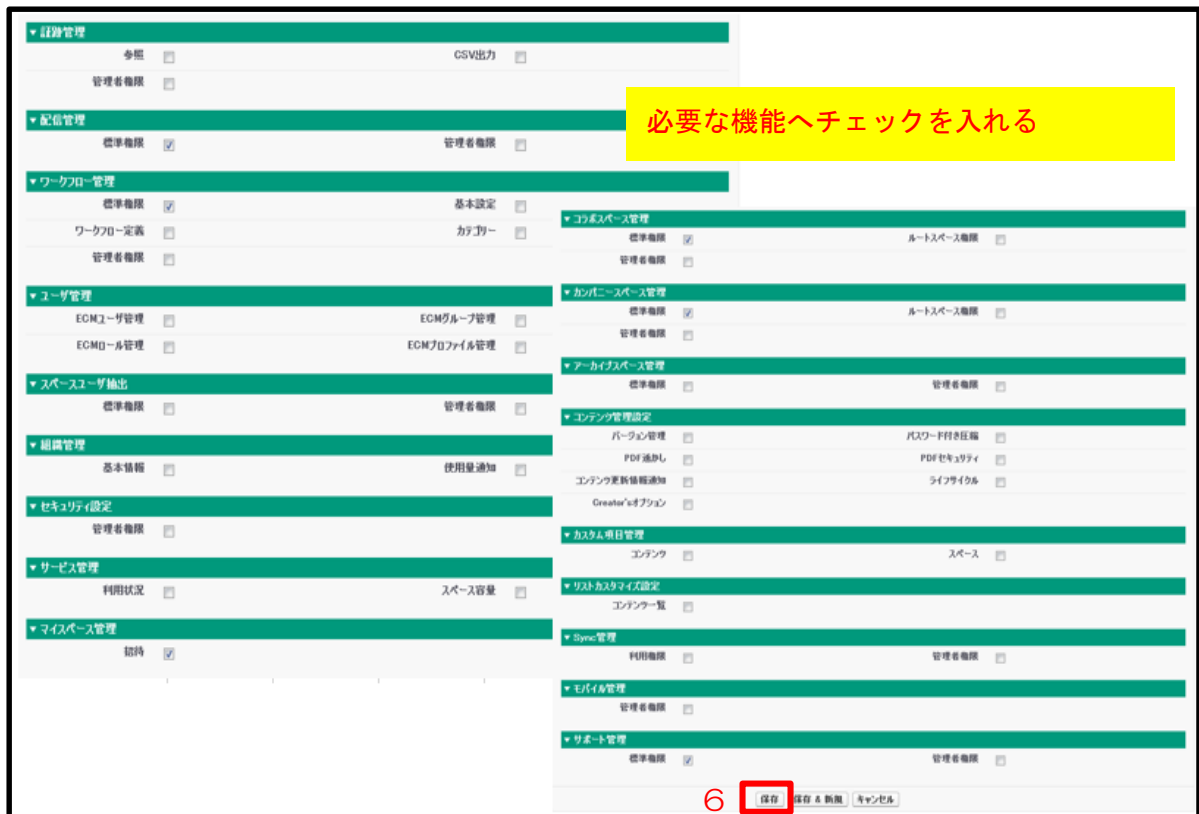 ▼証跡管理
参照 CSV出力
管理者権限
▼配信管理
標準権限 管理者権限
▼ワークフロー管理
標準権限 基本設定
ワークフロー定義 カテゴリー
管理者権限
▼ユーザ管理
ECMユーザ管理 ECMグループ管理
ECMロール管理 ECMプロファイル管理
▼スペースユーザ抽出
標準権限 管理者権限
▼組織管理
基本情報 使用量通知
▼セキュリティ設定
管理者権限
▼サービス管理
利用状況 スペース容量
▼マイスペース管理
招待
必要な機能へチェックを入れる
▼コラボスペース管理
標準権限 ルートスペース権限
管理者権限
▼カンパニースペース管理
標準権限 ルートスペース権限
管理者権限
▼アーカイブスペース管理
標準権限 管理者権限
▼コンテンツ管理設定
バージョン管理 パスワード付き圧縮
PDF透かし PDFセキュリティ
コンテンツ更新情報通知 ライフサイクル
Creator'sオプション
▼カスタム項目管理
コンテンツ スペース
▼リストカスタマイズ設定
コンテンツ一覧
▼Sync管理
利用権限 管理者権限
▼モバイル管理
管理者権限
▼サポート管理
標準権限 管理者権限
6 保存 保存 & 新規 キャンセル